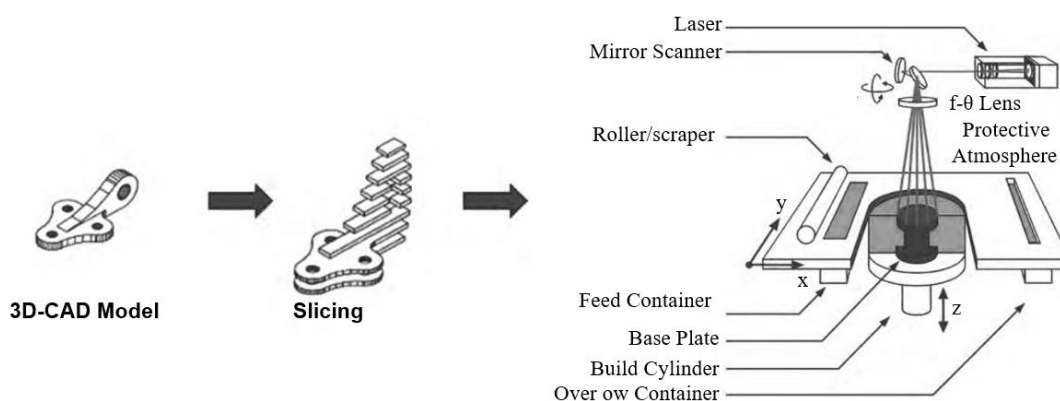 3D-CAD Model
Slicing
Laser
Mirror Scanner
f-θ Lens
Protective
Atmosphere
Roller/scraper
y
x
z
Feed Container
Base Plate
Build Cylinder
Over ow Container